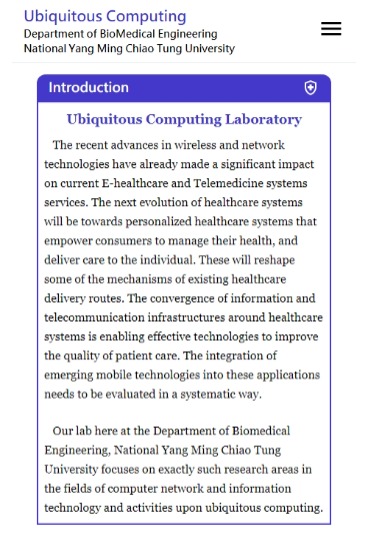 Ubiquitous Computing
Department of BioMedical Engineering
National Yang Ming Chiao Tung University
Introduction
Ubiquitous Computing Laboratory
The recent advances in wireless and network
technologies have already made a significant impact
on current E-healthcare and Telemedicine systems
services. The next evolution of healthcare systems
will be towards personalized healthcare systems that
empower consumers to manage their health, and
deliver care to the individual. These will reshape
some of the mechanisms of existing healthcare
delivery routes. The convergence of information and
telecommunication infrastructures around healthcare
systems is enabling effective technologies to improve
the quality of patient care. The integration of
emerging mobile technologies into these applications
needs to be evaluated in a systematic way.
Our lab here at the Department of Biomedical
Engineering, National Yang Ming Chiao Tung
University focuses on exactly such research areas in
the fields of computer network and information
technology and activities upon ubiquitous computing.